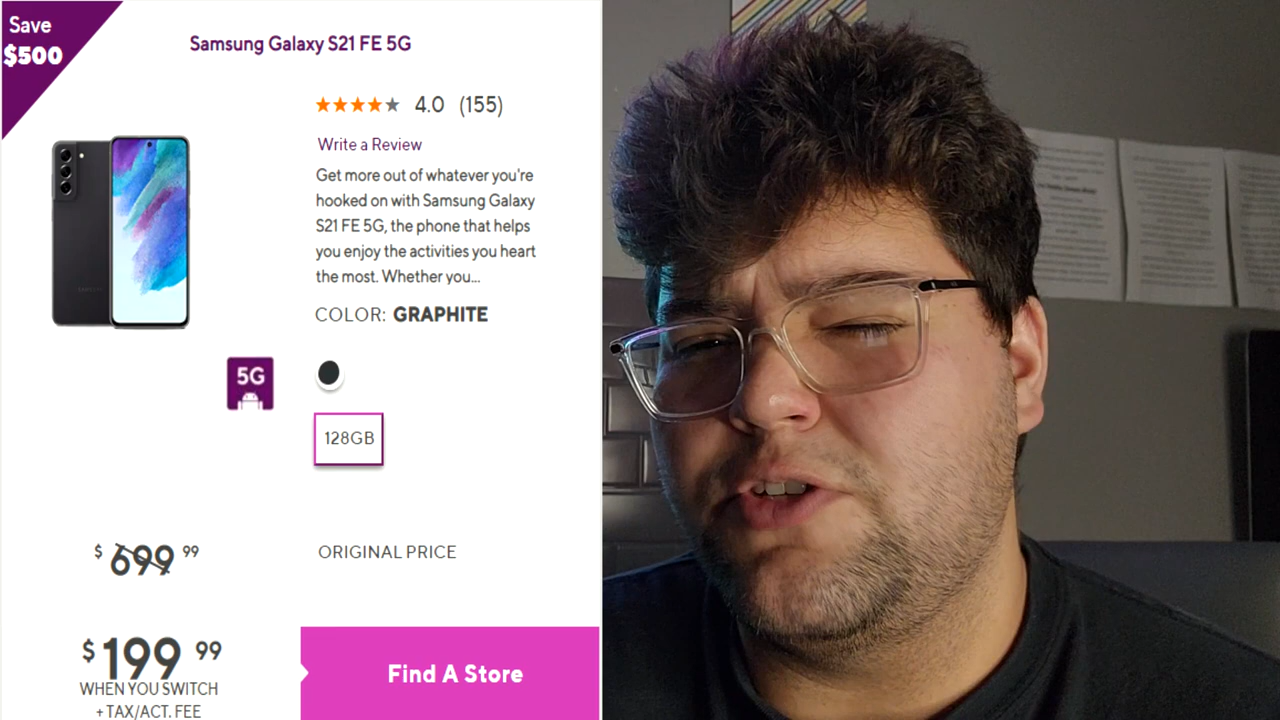 Save
$500
Samsung Galaxy S21 FE 5G
4.0 (155)
Write a Review
Get more out of whatever you're
hooked on with Samsung Galaxy
S21 FE 5G, the phone that helps
you enjoy the activities you heart
the most. Whether you...
COLOR: GRAPHITE
5G
128GB
$699 99
ORIGINAL PRICE
$199 99
WHEN YOU SWITCH
+ TAX/ACT. FEE
Find A Store